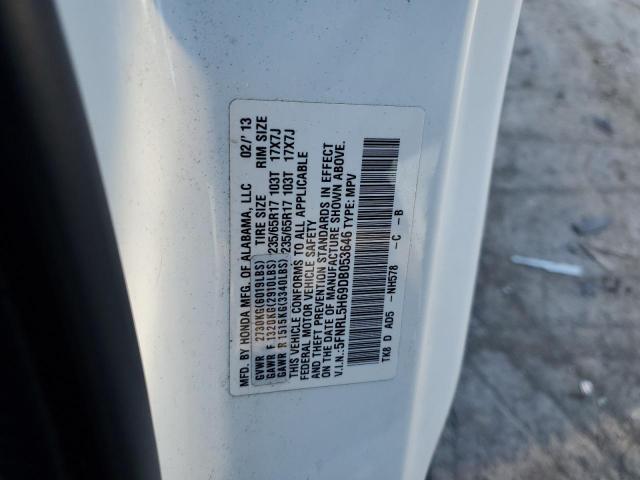 MFD. BY HONDA MFG. OF ALABAMA, LLC 02/' 13
GVWR 2730KG(6019LBS) TIRE SIZE RIM SIZE
GAWR F 1320KG(2910LBS) 235/65R17 103T 17X7J
GAWR R 1515KG(3340LBS) 235/65R17 103T 17X7J
THIS VEHICLE CONFORMS TO ALL APPLICABLE
FEDERAL MOTOR VEHICLE SAFETY
AND THEFT PREVENTION STANDARDS IN EFFECT
ON THE DATE OF MANUFACTURE SHOWN ABOVE.
V.I.N.: 5FNRL5H69DB053646 TYPE: MPV
TK8 D AD5 - NH578 - C - B